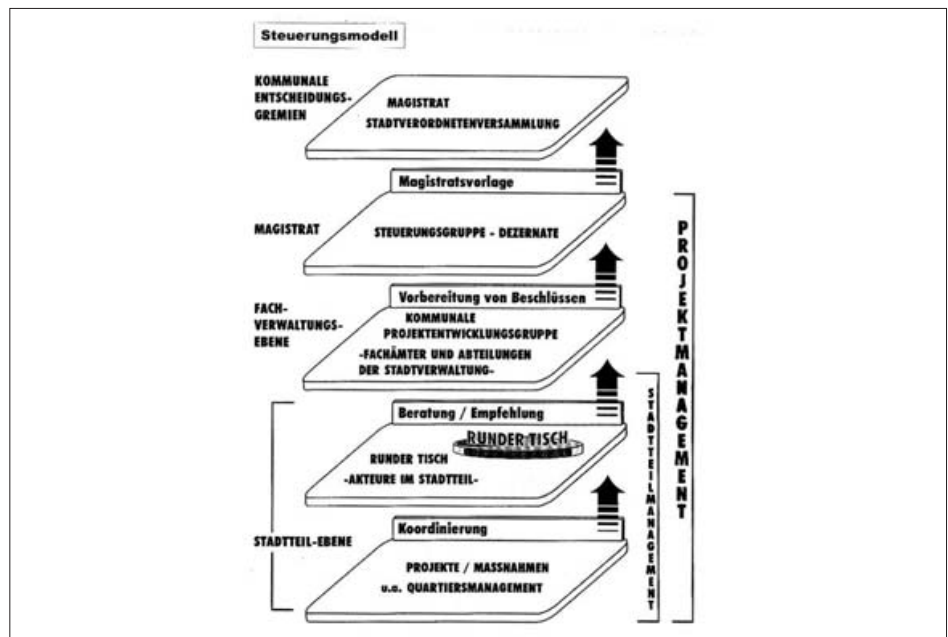 Steuerungsmodell
KOMMUNALE
ENTSCHEIDUNGS-
GREMIEN
MAGISTRAT
STADTVERORDNETENVERSAMMLUNG
Magistratsvorlage
MAGISTRAT
STEUERUNGSGRUPPE - DEZERNATE
Vorbereitung von Beschlüssen
FACH-
VERWALTUNGS-
EBENE
KOMMUNALE
PROJEKTENTWICKLUNGSGRUPPE
-FACHÄMTER UND ABTEILUNGEN
DER STADTVERWALTUNG-
Beratung / Empfehlung
RUNDER TISCH
RUNDER TISCH
-AKTEURE IM STADTTEIL-
Koordinierung
STADTTEIL-EBENE
PROJEKTE / MASSNAHMEN
u.a. QUARTIERSMANAGEMENT
STADTTEILMANAGEMENT
PROJEKTMANAGEMENT